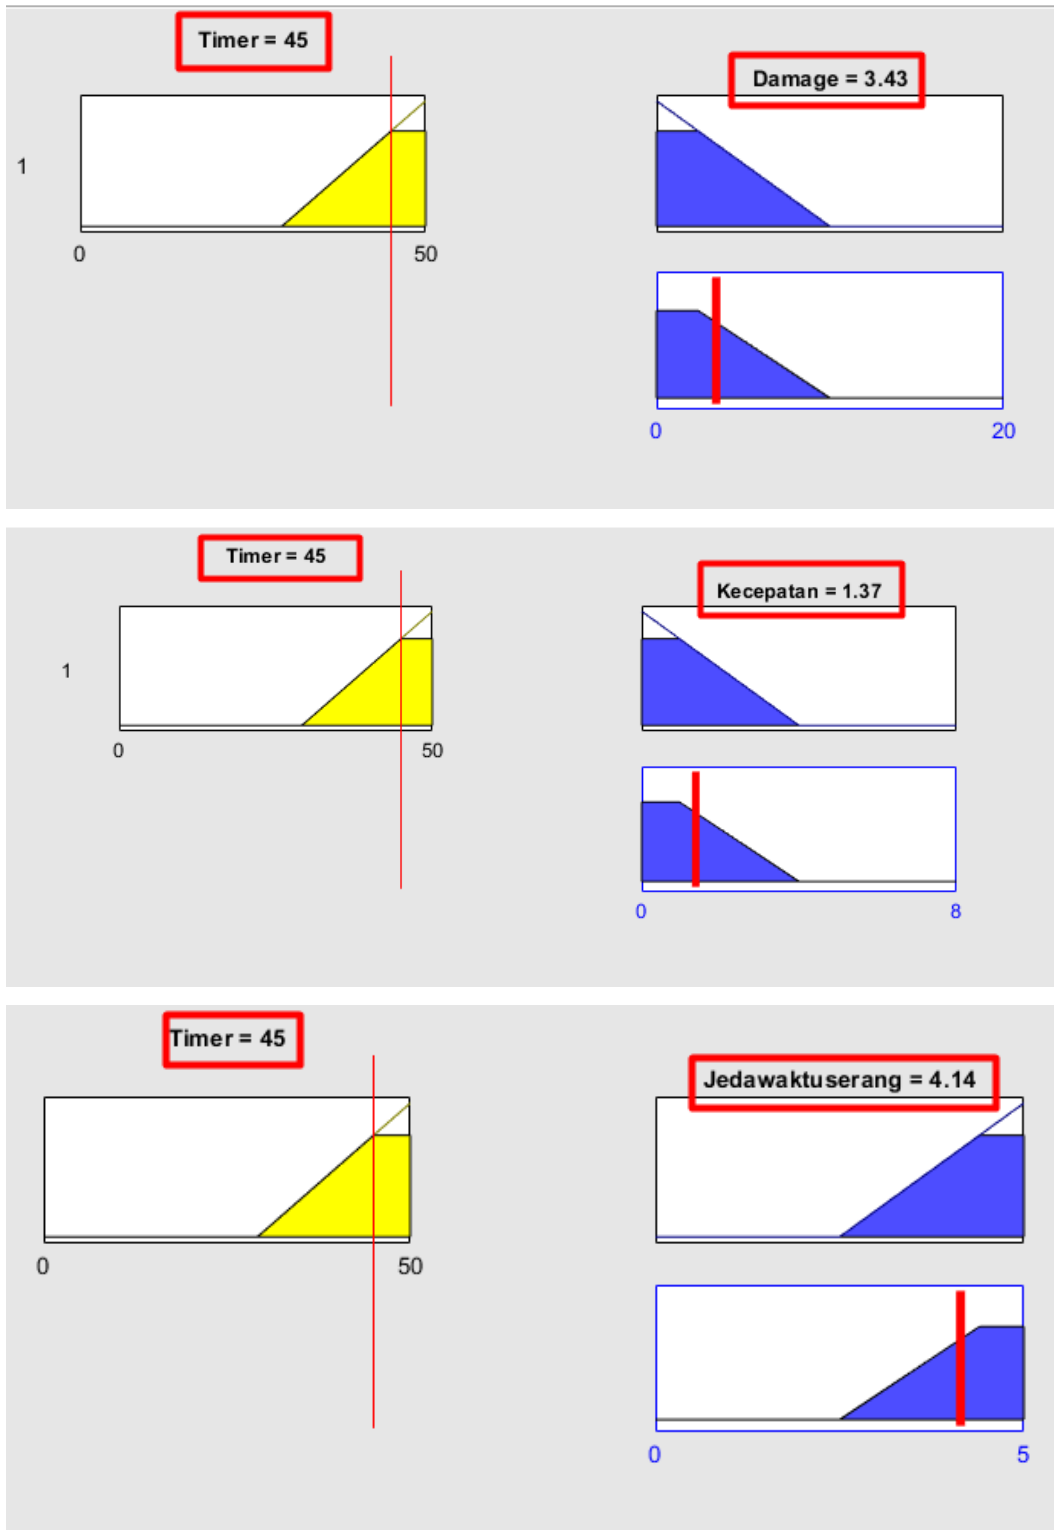 Timer = 45
Damage = 3.43
1
0 50
0 20
Timer = 45
Kecepatan = 1.37
1
0 50
0 8
Timer = 45
Jedawaktuserang = 4.14
0 50
0 5